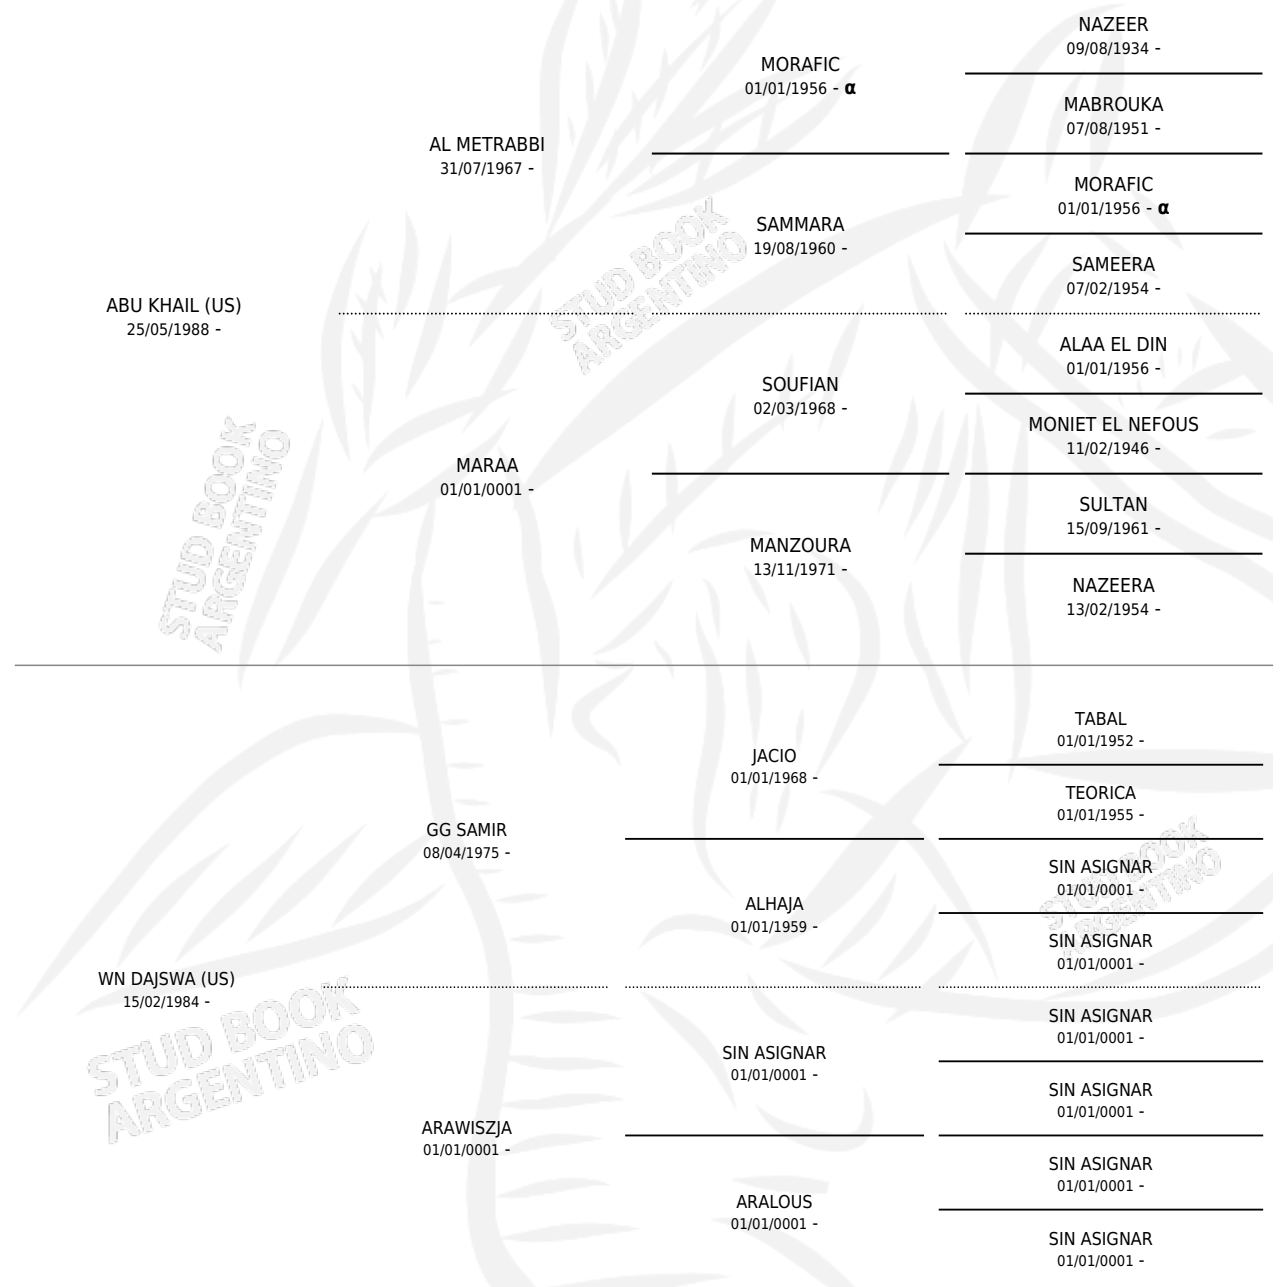 NAZEER
09/08/1934 -
MORAFIC
01/01/1956 - α
MABROUKA
07/08/1951 -
AL METRABBI
31/07/1967 -
MORAFIC
01/01/1956 - α
SAMMARA
19/08/1960 -
SAMEERA
07/02/1954 -
ABU KHAIL (US)
25/05/1988 -
ALAA EL DIN
01/01/1956 -
SOUFIAN
02/03/1968 -
MONIET EL NEFOUS
11/02/1946 -
MARAA
01/01/0001 -
SULTAN
15/09/1961 -
MANZOURA
13/11/1971 -
NAZEERA
13/02/1954 -
STUD BOOK
ARGENTINO
STUD BOOK
ARGENTINO
TABAL
01/01/1952 -
JACIO
01/01/1968 -
TEORICA
01/01/1955 -
GG SAMIR
08/04/1975 -
SIN ASIGNAR
01/01/0001 -
ALHAJA
01/01/1959 -
SIN ASIGNAR
01/01/0001 -
WN DAJSWA (US)
15/02/1984 -
SIN ASIGNAR
01/01/0001 -
SIN ASIGNAR
01/01/0001 -
SIN ASIGNAR
01/01/0001 -
ARAWISZJA
01/01/0001 -
SIN ASIGNAR
01/01/0001 -
ARALOUS
01/01/0001 -
SIN ASIGNAR
01/01/0001 -
STUD BOOK
ARGENTINO
STUD BOOK
ARGENTINO